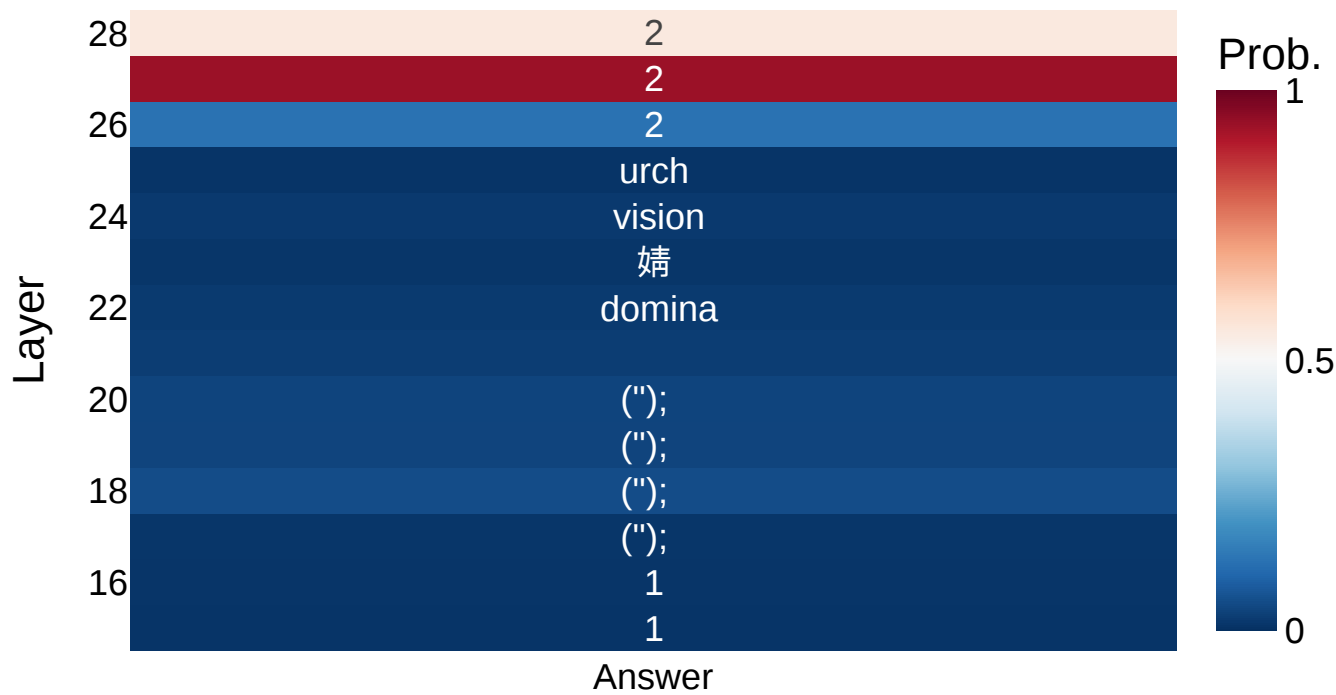 28
2
Prob.
2
1
26
2
urch
24
vision
婧
22
domina
Layer
0.5
20
(");
(");
18
(");
(");
16
1
1
0
Answer